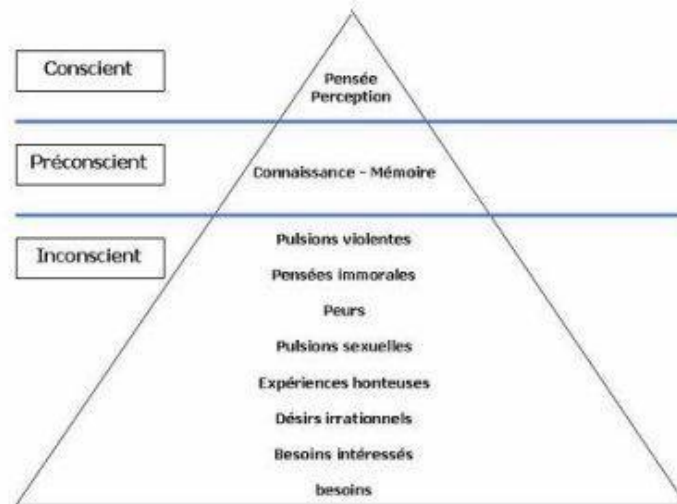 Conscient
Pensée
Perception
Préconscient
Connaissance - Mémoire
Inconscient
Pulsions violentes
Pensées immorales
Peurs
Pulsions sexuelles
Expériences honteuses
Désirs irrationnels
Besoins intéressés
besoins